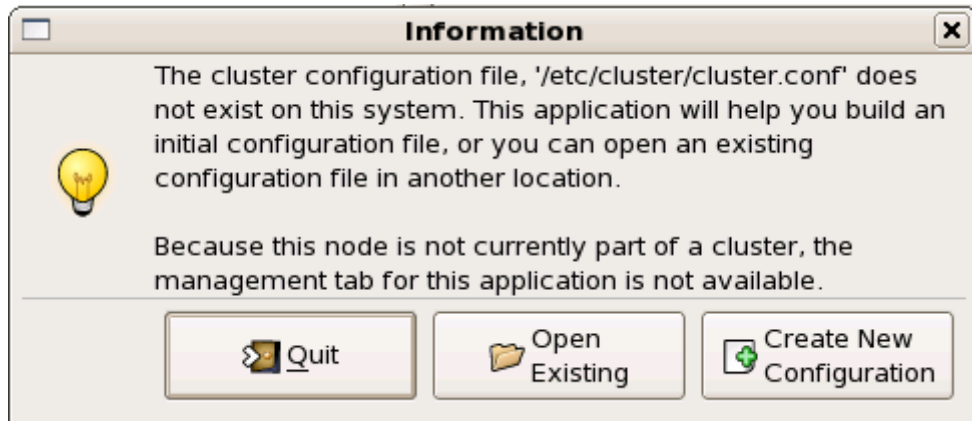 Information
The cluster configuration file, '/etc/cluster/cluster.conf' does
not exist on this system. This application will help you build an
initial configuration file, or you can open an existing
configuration file in another location.
Because this node is not currently part of a cluster, the
management tab for this application is not available.
Quit
Open
Existing
Create New
Configuration